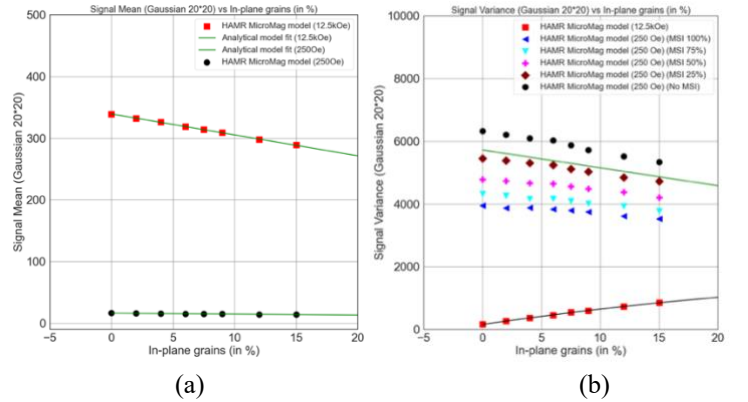 Signal Mean (Gaussian 20*20) vs In-plane grains (in %)
HAMR MicroMag model (12.5kOe)
Analytical model fit (12.5kOe)
Analytical model fit (250Oe)
HAMR MicroMag model (250Oe)
500
400
300
200
100
0
Signal Mean (Gaussian 20*20)
−5 0 5 10 15 20
In-plane grains (in %)
(a)
Signal Variance (Gaussian 20*20) vs In-plane grains (in %)
HAMR MicroMag model (12.5kOe)
HAMR MicroMag model (250 Oe) (MSI 100%)
HAMR MicroMag model (250 Oe) (MSI 75%)
HAMR MicroMag model (250 Oe) (MSI 50%)
HAMR MicroMag model (250 Oe) (MSI 25%)
HAMR MicroMag model (250 Oe) (No MSI)
10000
8000
6000
4000
2000
0
Signal Variance (Gaussian 20*20)
−5 0 5 10 15 20
In-plane grains (in %)
(b)